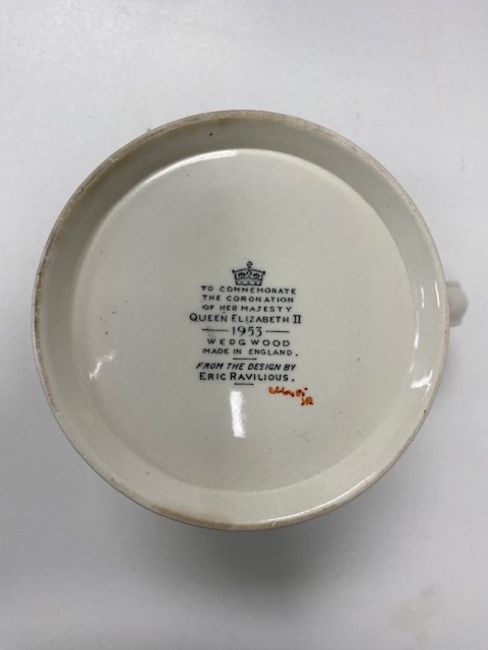 TO COMMEMORATE
THE CORONATION
OF HER MAJESTY
QUEEN ELIZABETH II
1953
WEDGWOOD
MADE IN ENGLAND.
FROM THE DESIGN BY
ERIC RAVILIOUS.